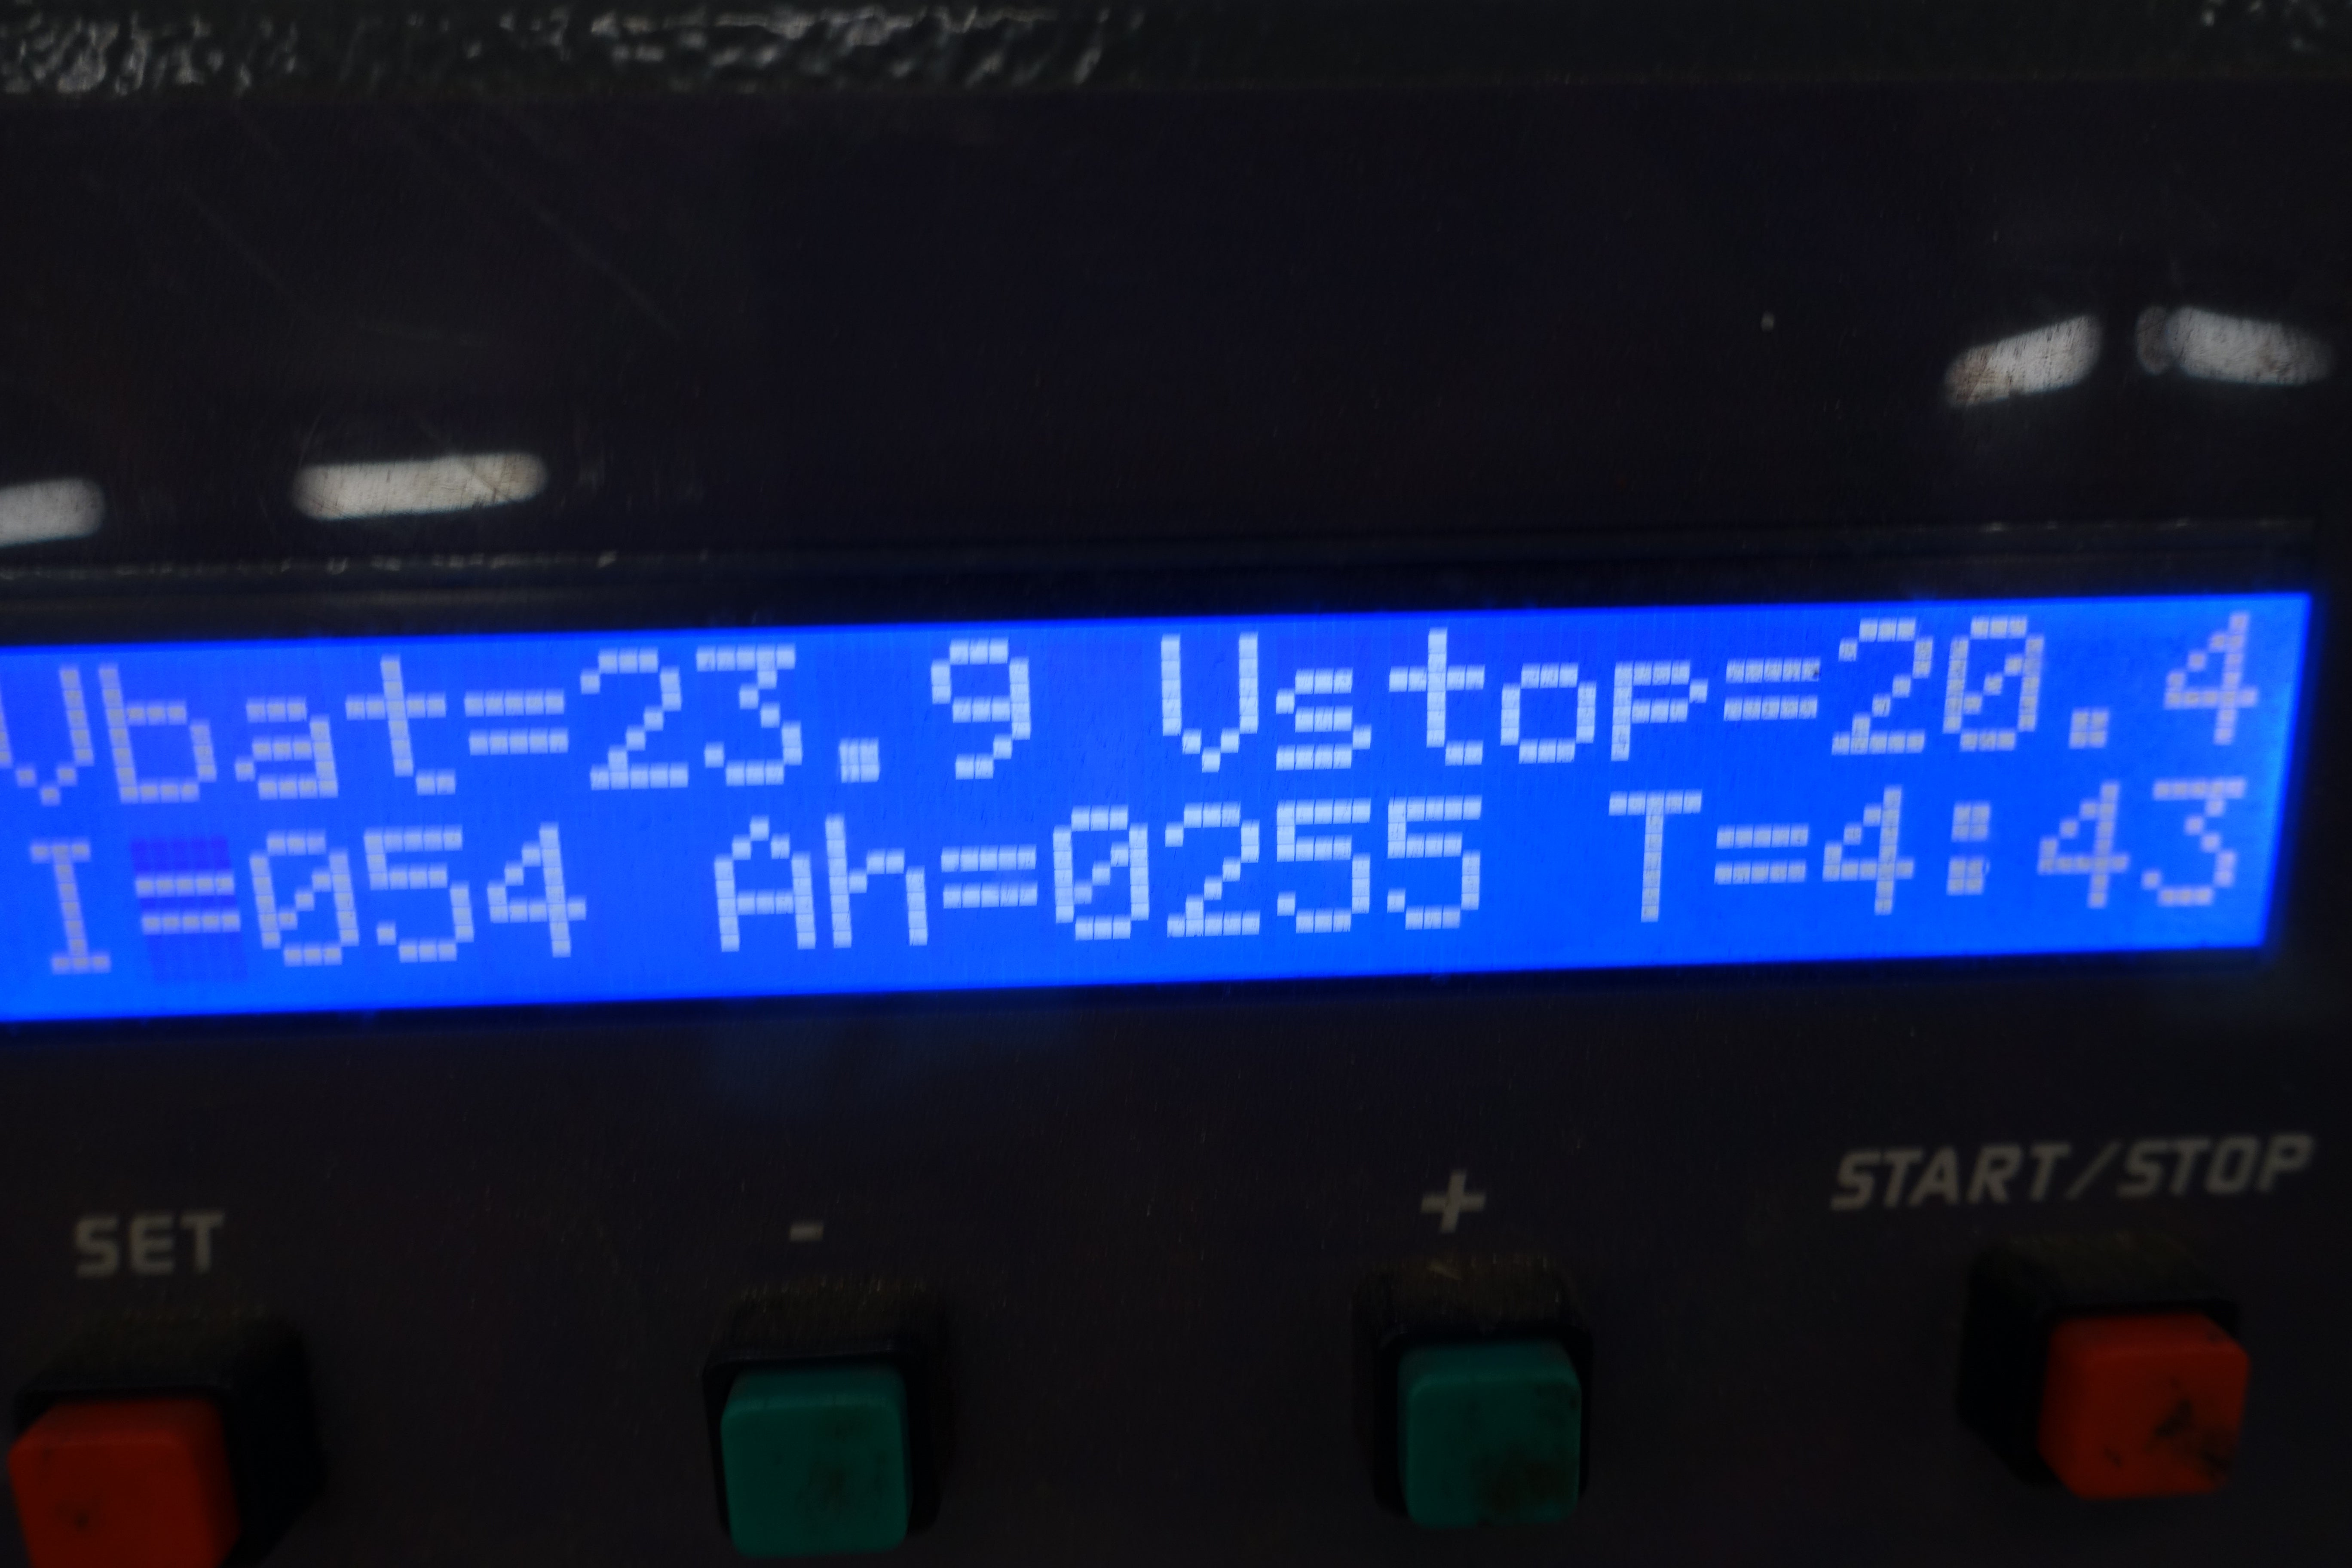 Vbat=23.9 Vstop=20.4
I=054 Ah=0255 T=4:43
SET - + START/STOP